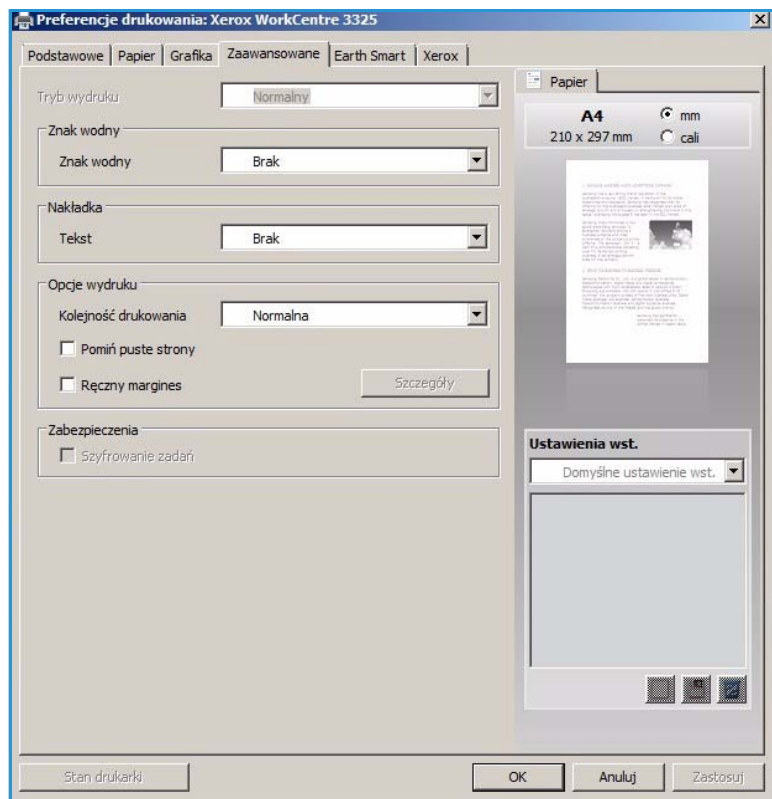 Preferencje drukowania: Xerox WorkCentre 3325
Podstawowe Papier Grafika Zaawansowane Earth Smart Xerox
Tryb wydruku Normalny
Znak wodny
Znak wodny Brak
Nakładka
Tekst Brak
Opcje wydruku
Kolejność drukowania Normalna
Pomiń puste strony
Ręczny margines Szczegóły
Zabezpieczenia
Szyfrowanie zadań
Papier
A4 mm
210 x 297 mm cali
Ustawienia wst.
Domyślne ustawienie wst.
Stan drukarki OK Anuluj Zastosuj